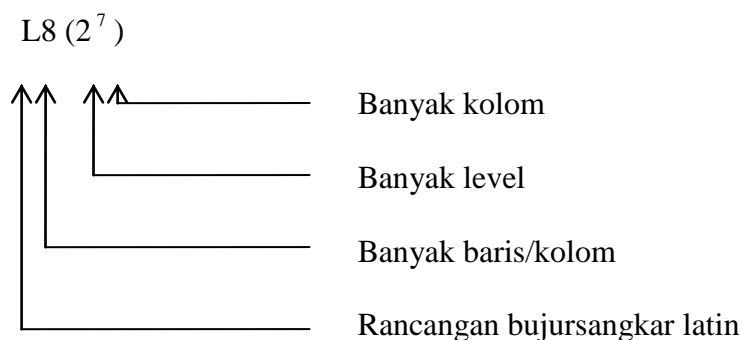 L8 (2⁷)
Banyak kolom
Banyak level
Banyak baris/kolom
Rancangan bujursangkar latin